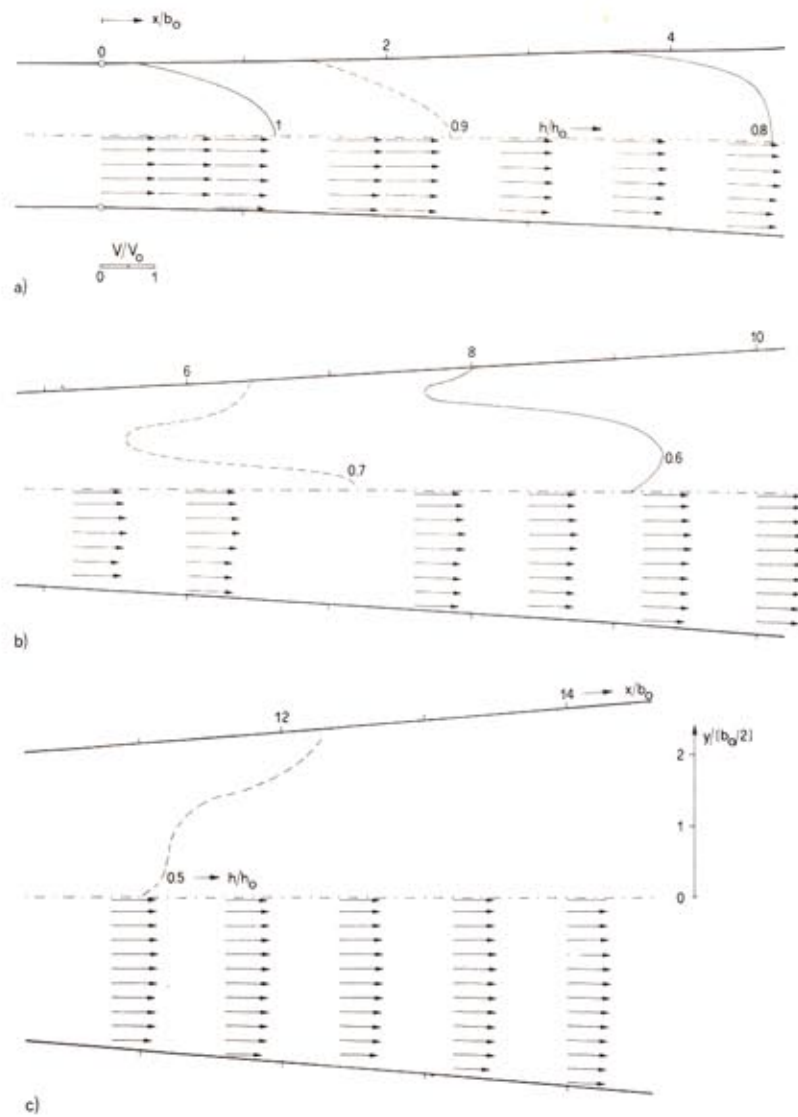 x/b₀
0 2 4
1 0.9 h/h₀ 0.8
V/V₀
0 1
a)
6 8 10
0.7 0.6
b)
12 14 x/b₀
y/(b₀/2)
2
1
0.5 h/h₀ 0
c)